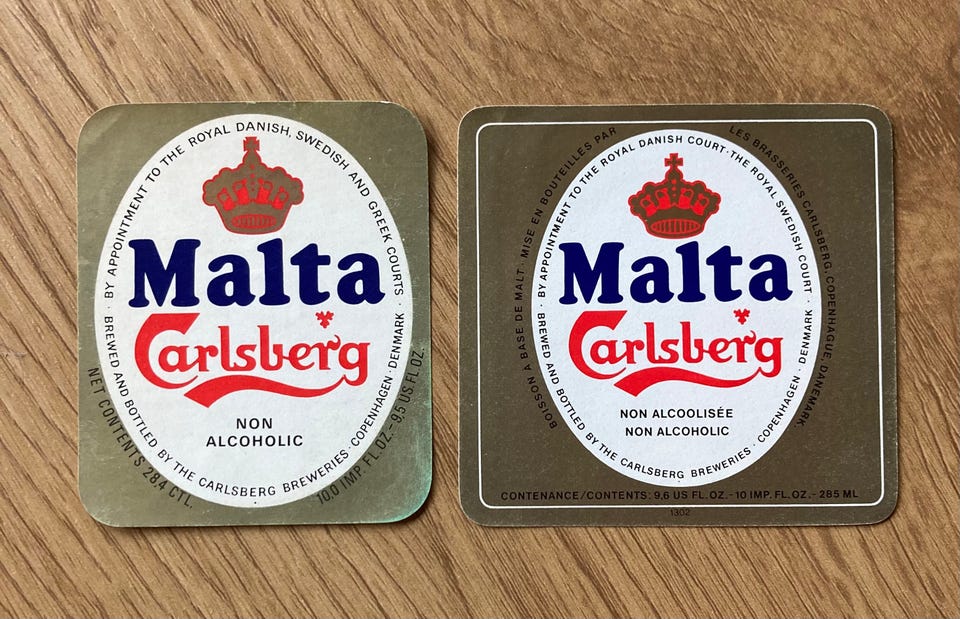 · BY APPOINTMENT TO THE ROYAL DANISH, SWEDISH AND GREEK COURTS ·
Malta
Carlsberg
NON
ALCOHOLIC
BREWED AND BOTTLED BY THE CARLSBERG BREWERIES · COPENHAGEN · DENMARK
NET CONTENTS 284 CTL.
10,0 IMP. FL. OZ. – 9,5 US FL. OZ.
BOISSON A BASE DE MALT · MISE EN BOUTEILLES PAR
LES BRASSERIES CARLSBERG, COPENHAGUE, DANEMARK.
· BY APPOINTMENT TO THE ROYAL DANISH COURT · THE ROYAL SWEDISH COURT ·
Malta
Carlsberg
NON ALCOOLISÉE
NON ALCOHOLIC
BREWED AND BOTTLED BY THE CARLSBERG BREWERIES · COPENHAGEN · DENMARK
CONTENANCE/CONTENTS: 9,6 US FL. OZ. - 10 IMP. FL. OZ. - 285 ML
1302